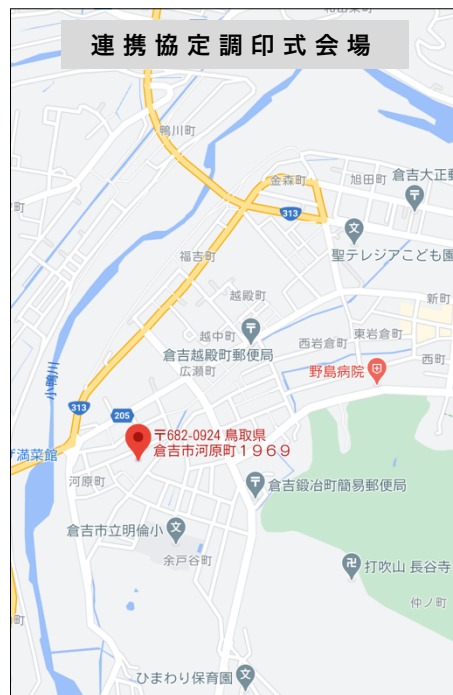 連携協定調印式会場
鴨川町
金森町
旭田町
倉吉大正
313
聖テレジアこども園
福吉町
越殿町
新町
越中町
倉吉越殿町郵便局
東岩倉町
西岩倉町
西町
広瀬町
野島病院
小鴨川
313
205
満菜館
〒682-0924 鳥取県
倉吉市河原町1969
河原町
倉吉鍛冶町簡易郵便局
倉吉市立明倫小
余戸谷町
打吹山 長谷寺
仲ノ町
ひまわり保育園